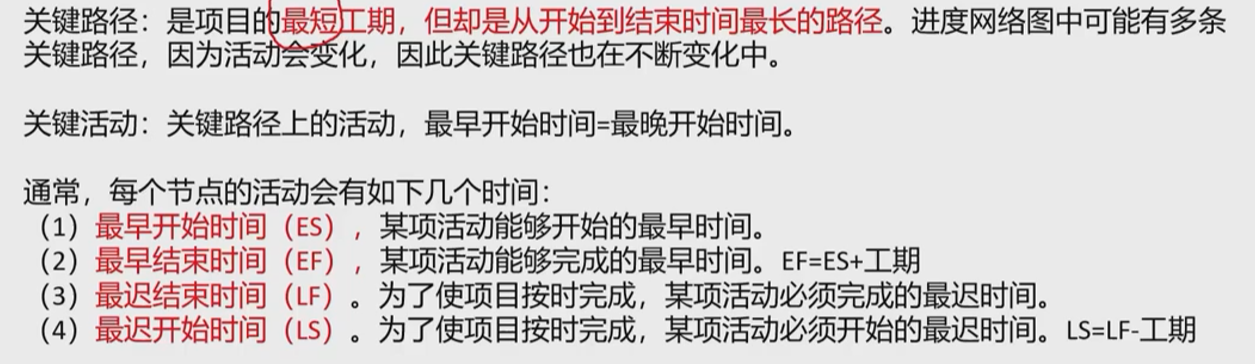 关键路径：是项目的最短工期，但却是从开始到结束时间最长的路径。进度网络图中可能有多条
关键路径，因为活动会变化，因此关键路径也在不断变化中。
关键活动：关键路径上的活动，最早开始时间=最晚开始时间。
通常，每个节点的活动会有如下几个时间：
（1）最早开始时间（ES），某项活动能够开始的最早时间。
（2）最早结束时间（EF），某项活动能够完成的最早时间。EF=ES+工期
（3）最迟结束时间（LF）。为了使项目按时完成，某项活动必须完成的最迟时间。
（4）最迟开始时间（LS）。为了使项目按时完成，某项活动必须开始的最迟时间。LS=LF-工期